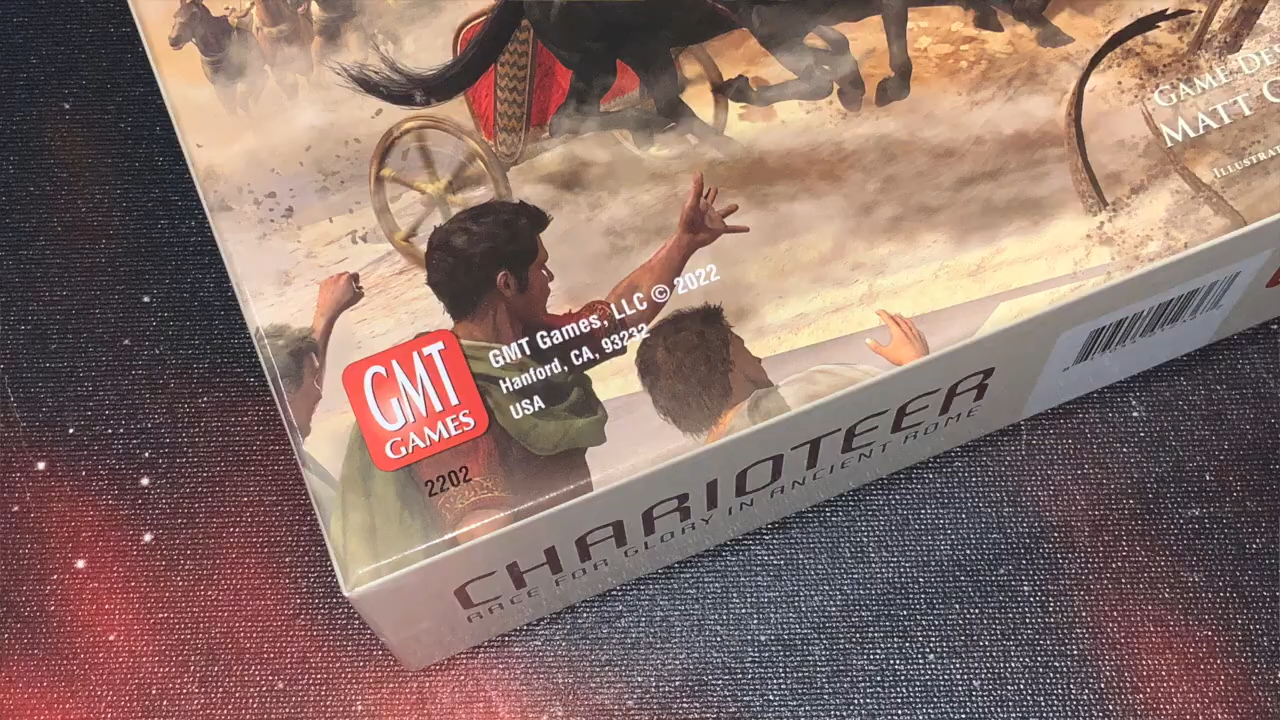 GAME DE
MATT
ILLUSTRAT
GMT Games, LLC © 2022
Hanford, CA, 93232
USA
GMT
GAMES
2202
CHARIOTEER
RACE FOR GLORY IN ANCIENT ROME